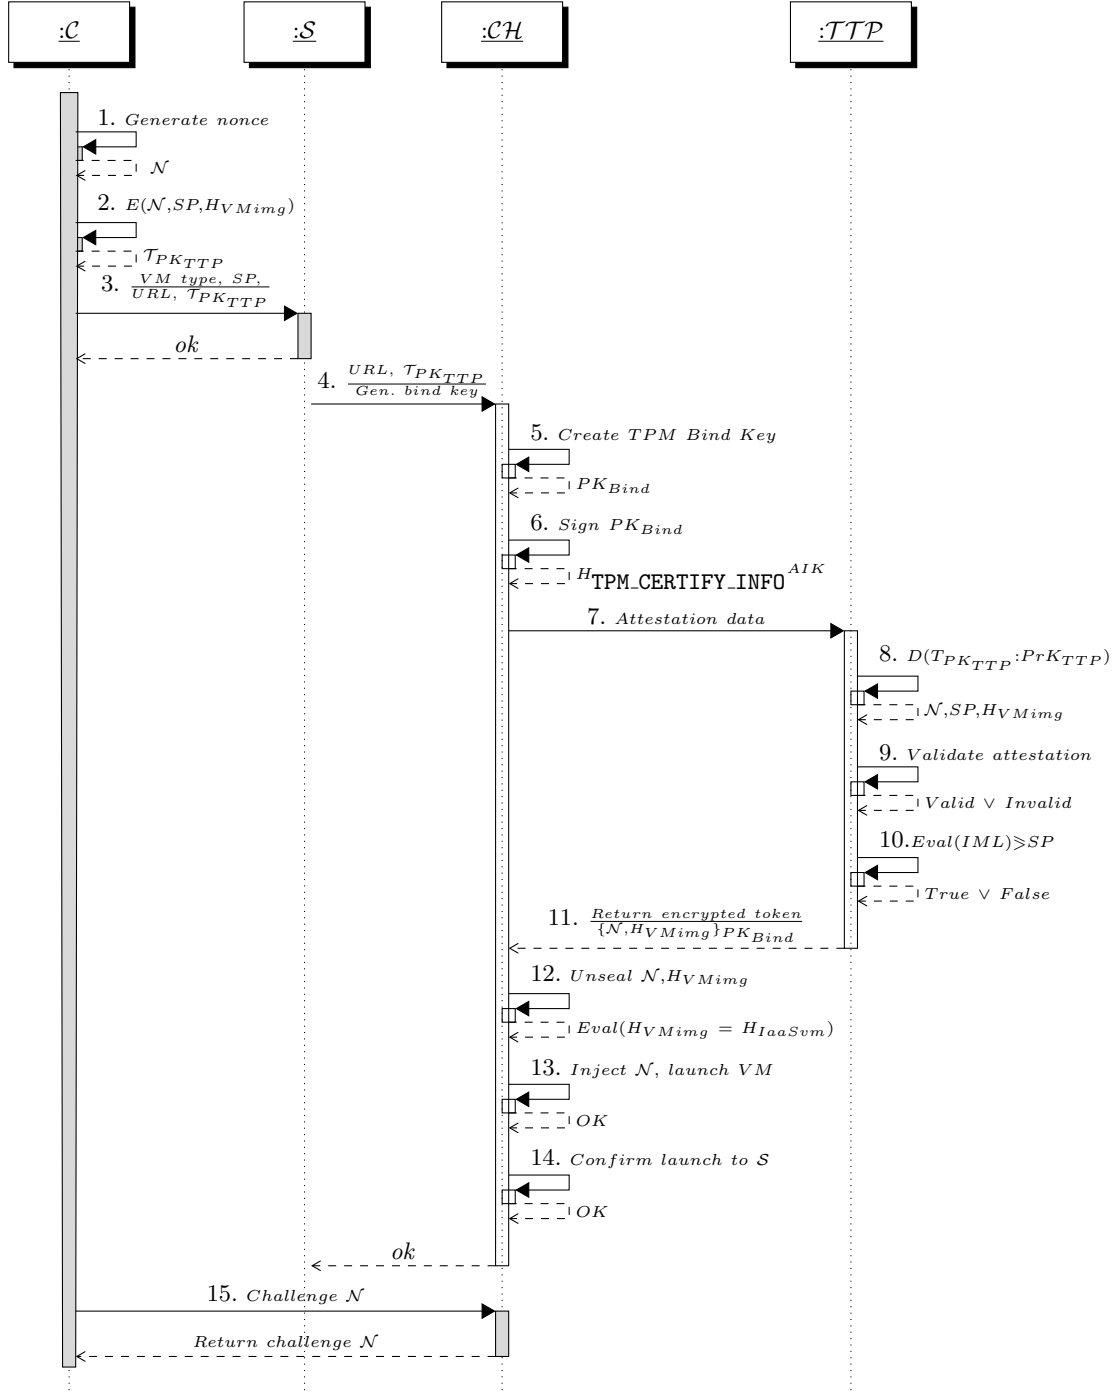 :C
:S
:CH
:TTP
1. Generate nonce
N
2. E(N,SP,H_VMimg)
T_PK_TTP
3. VM type, SP,
URL, T_PK_TTP
ok
4. URL, T_PK_TTP
Gen. bind key
5. Create TPM Bind Key
PK_Bind
6. Sign PK_Bind
H_TPM_CERTIFY_INFO^AIK
7. Attestation data
8. D(T_PK_TTP:PrK_TTP)
N,SP,H_VMimg
9. Validate attestation
Valid ∨ Invalid
10.Eval(IML)⋛SP
True ∨ False
11. Return encrypted token
{N,H_VMimg}PK_Bind
12. Unseal N,H_VMimg
Eval(H_VMimg = H_IaaSvm)
13. Inject N, launch VM
OK
14. Confirm launch to S
OK
ok
15. Challenge N
Return challenge N